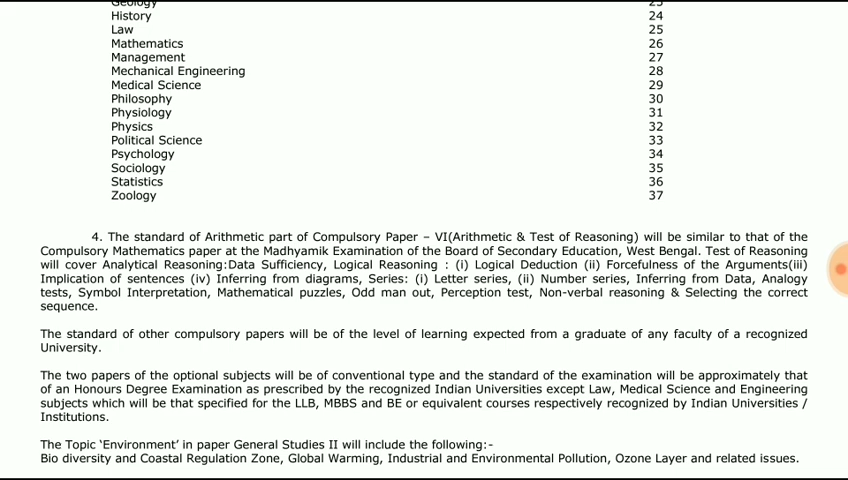 Geology 23
History 24
Law 25
Mathematics 26
Management 27
Mechanical Engineering 28
Medical Science 29
Philosophy 30
Physiology 31
Physics 32
Political Science 33
Psychology 34
Sociology 35
Statistics 36
Zoology 37
4. The standard of Arithmetic part of Compulsory Paper – VI(Arithmetic & Test of Reasoning) will be similar to that of the
Compulsory Mathematics paper at the Madhyamik Examination of the Board of Secondary Education, West Bengal. Test of Reasoning
will cover Analytical Reasoning:Data Sufficiency, Logical Reasoning : (i) Logical Deduction (ii) Forcefulness of the Arguments(iii)
Implication of sentences (iv) Inferring from diagrams, Series: (i) Letter series, (ii) Number series, Inferring from Data, Analogy
tests, Symbol Interpretation, Mathematical puzzles, Odd man out, Perception test, Non-verbal reasoning & Selecting the correct
sequence.
The standard of other compulsory papers will be of the level of learning expected from a graduate of any faculty of a recognized
University.
The two papers of the optional subjects will be of conventional type and the standard of the examination will be approximately that
of an Honours Degree Examination as prescribed by the recognized Indian Universities except Law, Medical Science and Engineering
subjects which will be that specified for the LLB, MBBS and BE or equivalent courses respectively recognized by Indian Universities /
Institutions.
The Topic ‘Environment’ in paper General Studies II will include the following:-
Bio diversity and Coastal Regulation Zone, Global Warming, Industrial and Environmental Pollution, Ozone Layer and related issues.